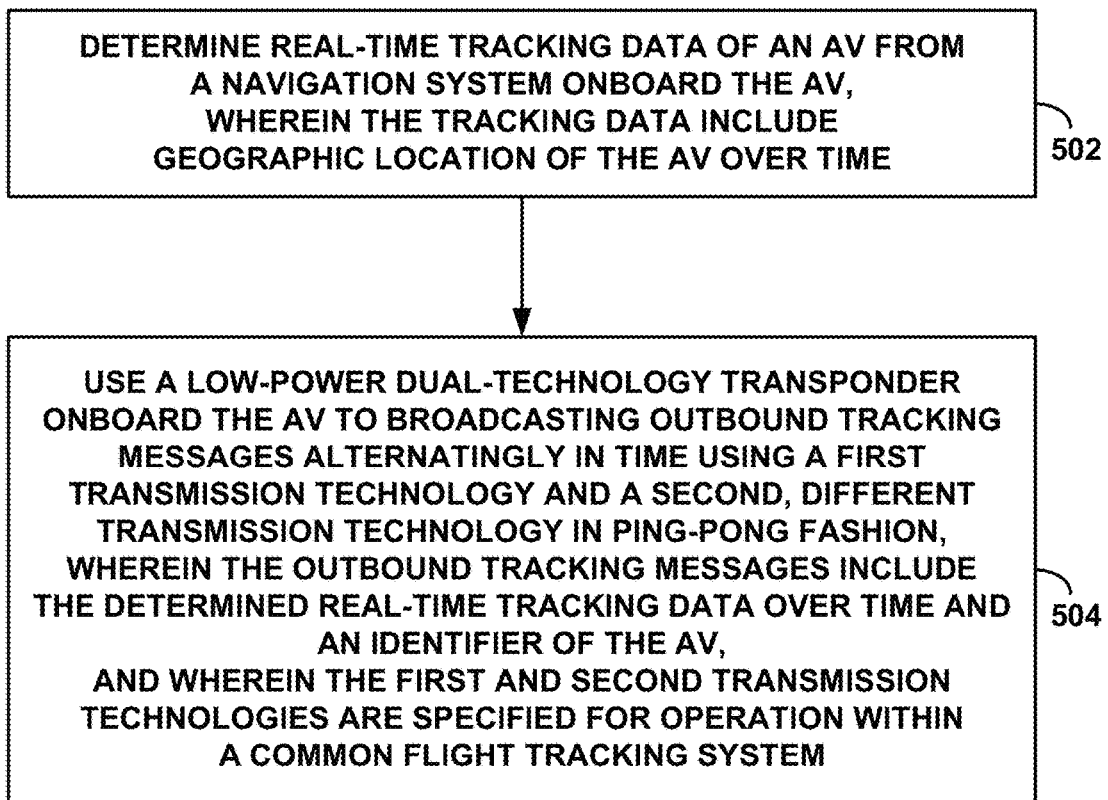 DETERMINE REAL-TIME TRACKING DATA OF AN AV FROM
A NAVIGATION SYSTEM ONBOARD THE AV,
WHEREIN THE TRACKING DATA INCLUDE
GEOGRAPHIC LOCATION OF THE AV OVER TIME
502
USE A LOW-POWER DUAL-TECHNOLOGY TRANSPONDER
ONBOARD THE AV TO BROADCASTING OUTBOUND TRACKING
MESSAGES ALTERNATINGLY IN TIME USING A FIRST
TRANSMISSION TECHNOLOGY AND A SECOND, DIFFERENT
TRANSMISSION TECHNOLOGY IN PING-PONG FASHION,
WHEREIN THE OUTBOUND TRACKING MESSAGES INCLUDE
THE DETERMINED REAL-TIME TRACKING DATA OVER TIME AND
AN IDENTIFIER OF THE AV,
AND WHEREIN THE FIRST AND SECOND TRANSMISSION
TECHNOLOGIES ARE SPECIFIED FOR OPERATION WITHIN
A COMMON FLIGHT TRACKING SYSTEM
504